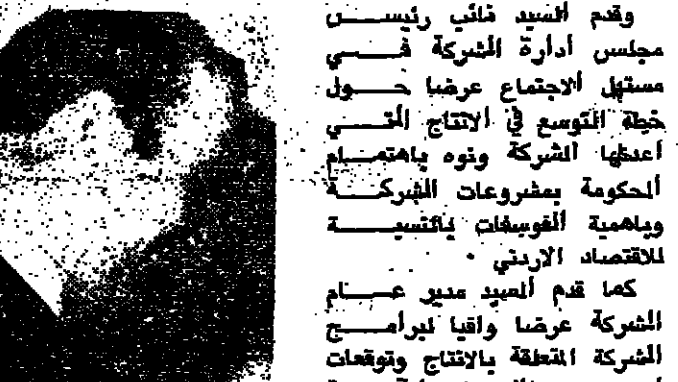 وقدم السيد نائب رئيس
مجلس أدارة الشركة في
مستهل الاجتماع عرضا حول
خطة التوسع في الانتاج التي
أعدتها الشركة ونوه باهتمام
الحكومة بمشروعات الشركة
وباهمية الفوسفات بالنسبة
للاقتصاد الاردني .
كما قدم السيد مدير عام
الشركة عرضا وافيا لبرامج
الشركة المتعلقة بالانتاج وتوقعات